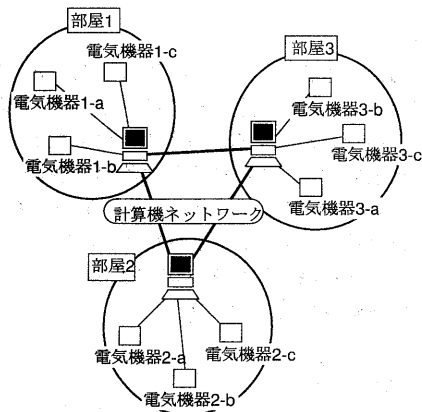 部屋1
電気機器1-c
電気機器1-a
電気機器1-b
部屋3
電気機器3-b
電気機器3-c
電気機器3-a
計算機ネットワーク
部屋2
電気機器2-a
電気機器2-c
電気機器2-b